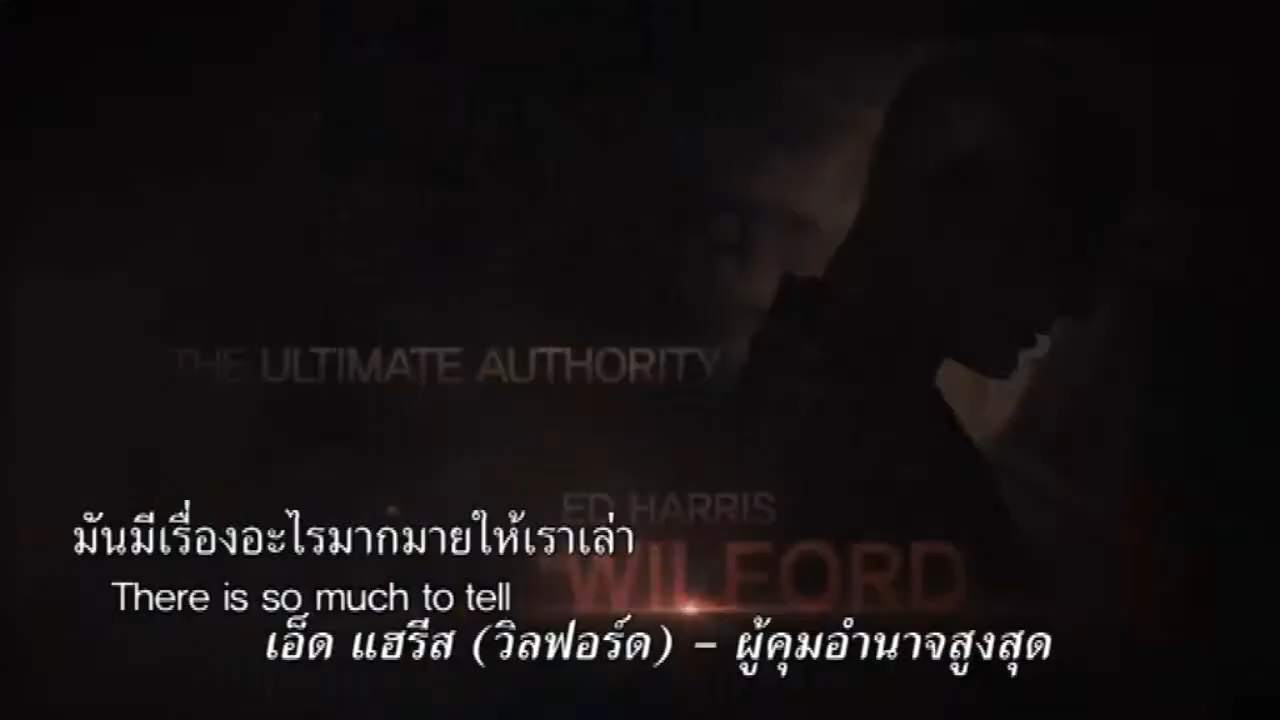 THE ULTIMATE AUTHORITY
ED HARRIS
WILFORD
มันมีเรื่องอะไรมากมายให้เราเล่า
There is so much to tell
เอ็ด แฮรีส (วิลฟอร์ด) – ผู้คุมอำนาจสูงสุด